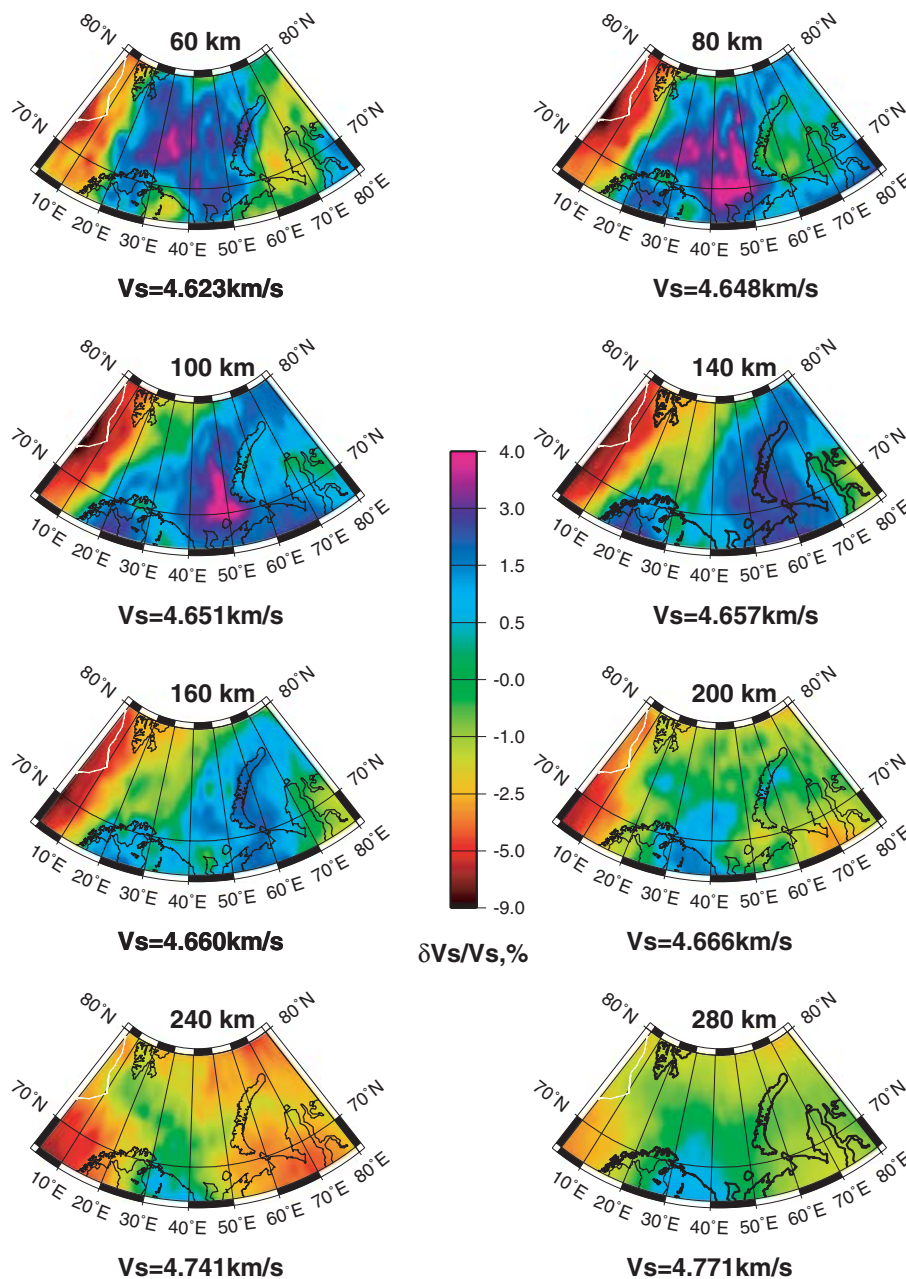 60 km
80°N
80°N
70°N
70°N
10°E
20°E
30°E
40°E
50°E
60°E
70°E
80°E
Vs=4.623km/s
80 km
80°N
80°N
70°N
70°N
10°E
20°E
30°E
40°E
50°E
60°E
70°E
80°E
Vs=4.648km/s
100 km
80°N
80°N
70°N
70°N
10°E
20°E
30°E
40°E
50°E
60°E
70°E
80°E
Vs=4.651km/s
140 km
80°N
80°N
70°N
70°N
10°E
20°E
30°E
40°E
50°E
60°E
70°E
80°E
Vs=4.657km/s
4.0
3.0
1.5
0.5
-0.0
-1.0
-2.5
-5.0
-9.0
δVs/Vs,%
160 km
80°N
80°N
70°N
70°N
10°E
20°E
30°E
40°E
50°E
60°E
70°E
80°E
Vs=4.660km/s
200 km
80°N
80°N
70°N
70°N
10°E
20°E
30°E
40°E
50°E
60°E
70°E
80°E
Vs=4.666km/s
240 km
80°N
80°N
70°N
70°N
10°E
20°E
30°E
40°E
50°E
60°E
70°E
80°E
Vs=4.741km/s
280 km
80°N
80°N
70°N
70°N
10°E
20°E
30°E
40°E
50°E
60°E
70°E
80°E
Vs=4.771km/s